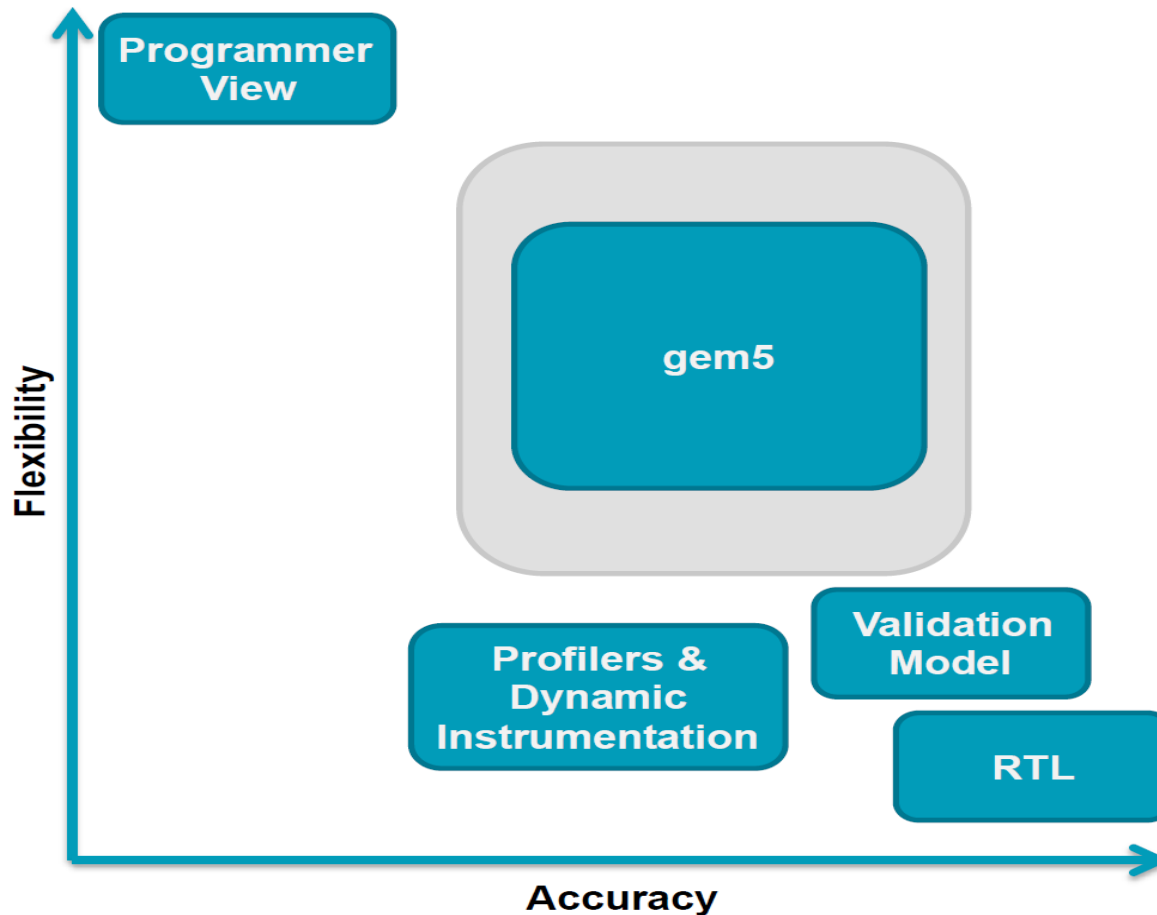 Programmer
View
gem5
Flexibility
Validation
Model
Profilers &
Dynamic
Instrumentation
RTL
Accuracy